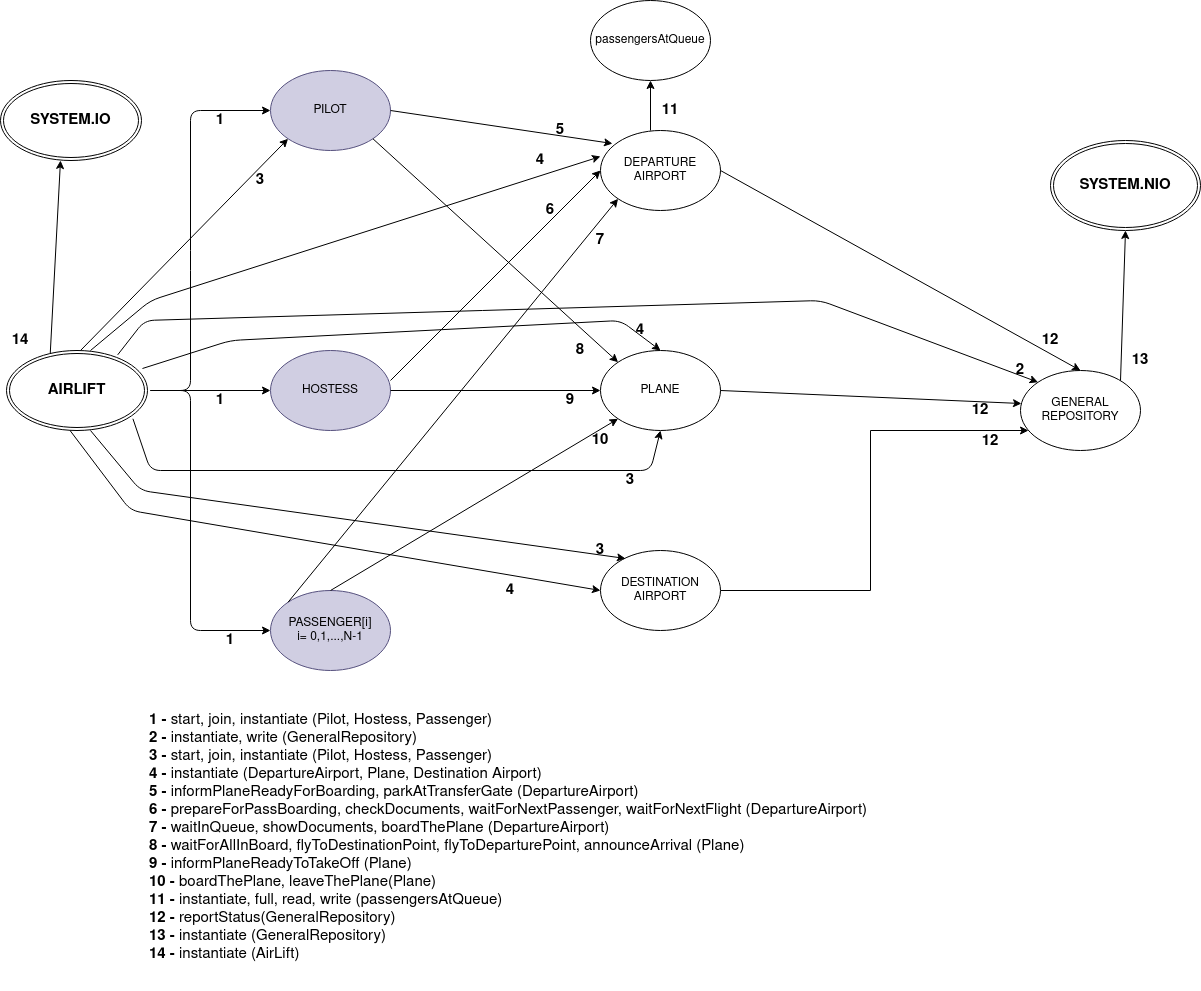 passengersAtQueue
11
SYSTEM.IO
PILOT
1
5
DEPARTURE
AIRPORT
4
3
6
7
SYSTEM.NIO
14
AIRLIFT
HOSTESS
1
4
8
9
PLANE
10
3
12
2
13
GENERAL
REPOSITORY
12
12
3
4
DESTINATION
AIRPORT
PASSENGER[i]
i= 0,1,...,N-1
1
1 - start, join, instantiate (Pilot, Hostess, Passenger)
2 - instantiate, write (GeneralRepository)
3 - start, join, instantiate (Pilot, Hostess, Passenger)
4 - instantiate (DepartureAirport, Plane, Destination Airport)
5 - informPlaneReadyForBoarding, parkAtTransferGate (DepartureAirport)
6 - prepareForPassBoarding, checkDocuments, waitForNextPassenger, waitForNextFlight (DepartureAirport)
7 - waitInQueue, showDocuments, boardThePlane (DepartureAirport)
8 - waitForAllInBoard, flyToDestinationPoint, flyToDeparturePoint, announceArrival (Plane)
9 - informPlaneReadyToTakeOff (Plane)
10 - boardThePlane, leaveThePlane(Plane)
11 - instantiate, full, read, write (passengersAtQueue)
12 - reportStatus(GeneralRepository)
13 - instantiate (GeneralRepository)
14 - instantiate (AirLift)